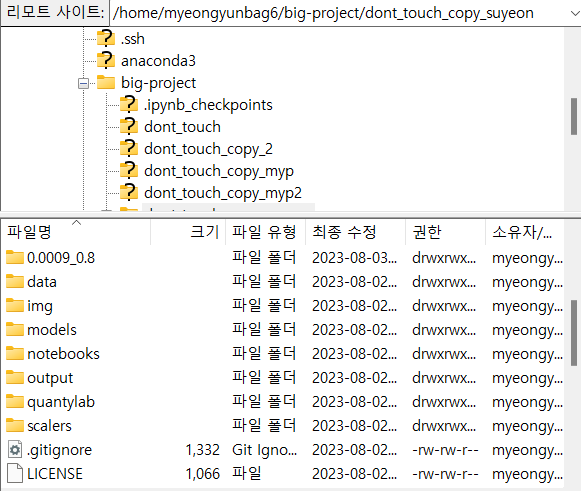 리모트 사이트: /home/myeongyunbag6/big-project/dont_touch_copy_suyeon
.ssh
anaconda3
big-project
.ipynb_checkpoints
dont_touch
dont_touch_copy_2
dont_touch_copy_myp
dont_touch_copy_myp2
파일명 크기 파일 유형 최종 수정 권한 소유자/...
0.0009_0.8 파일 폴더 2023-08-03... drwxrwx... myeongy...
data 파일 폴더 2023-08-02... drwxrwx... myeongy...
img 파일 폴더 2023-08-02... drwxrwx... myeongy...
models 파일 폴더 2023-08-02... drwxrwx... myeongy...
notebooks 파일 폴더 2023-08-02... drwxrwx... myeongy...
output 파일 폴더 2023-08-02... drwxrwx... myeongy...
quantylab 파일 폴더 2023-08-02... drwxrwx... myeongy...
scalers 파일 폴더 2023-08-02... drwxrwx... myeongy...
.gitignore 1,332 Git Igno... 2023-08-02... -rw-rw-r-- myeongy...
LICENSE 1,066 파일 2023-08-02... -rw-rw-r-- myeongy...